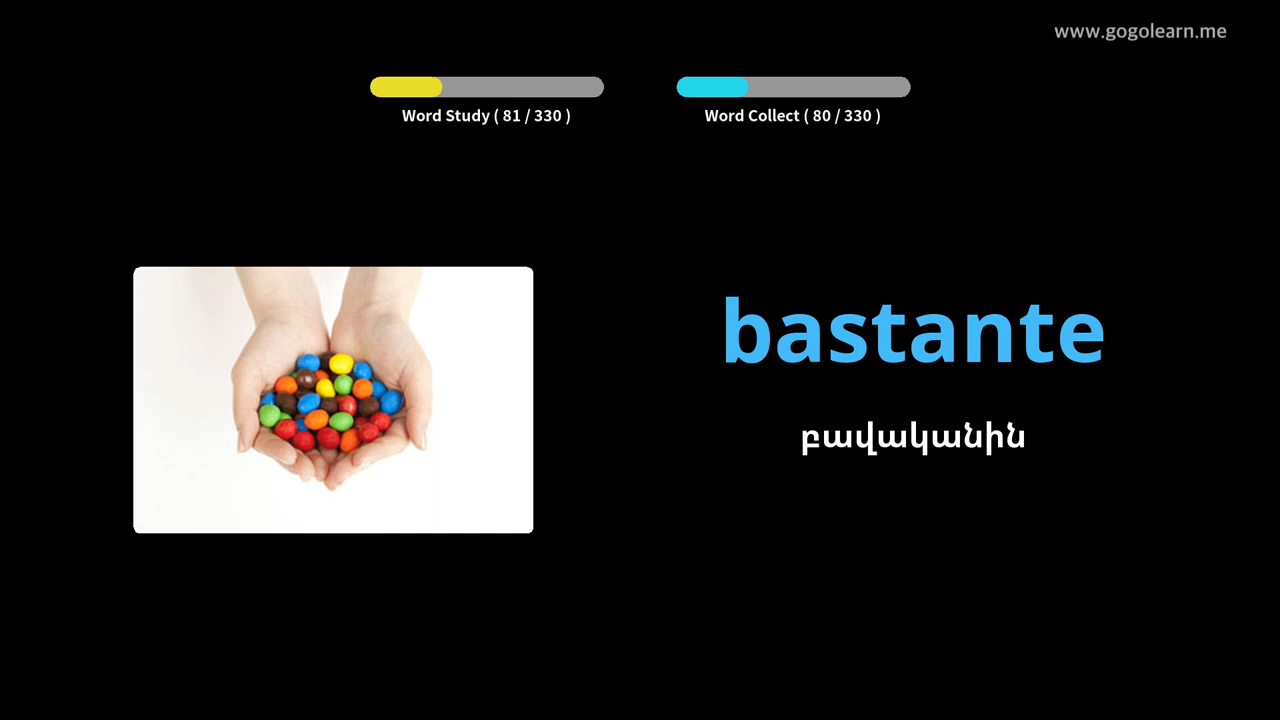 www.gogolearn.me
Word Study ( 81 / 330 )
Word Collect ( 80 / 330 )
bastante
բավականին